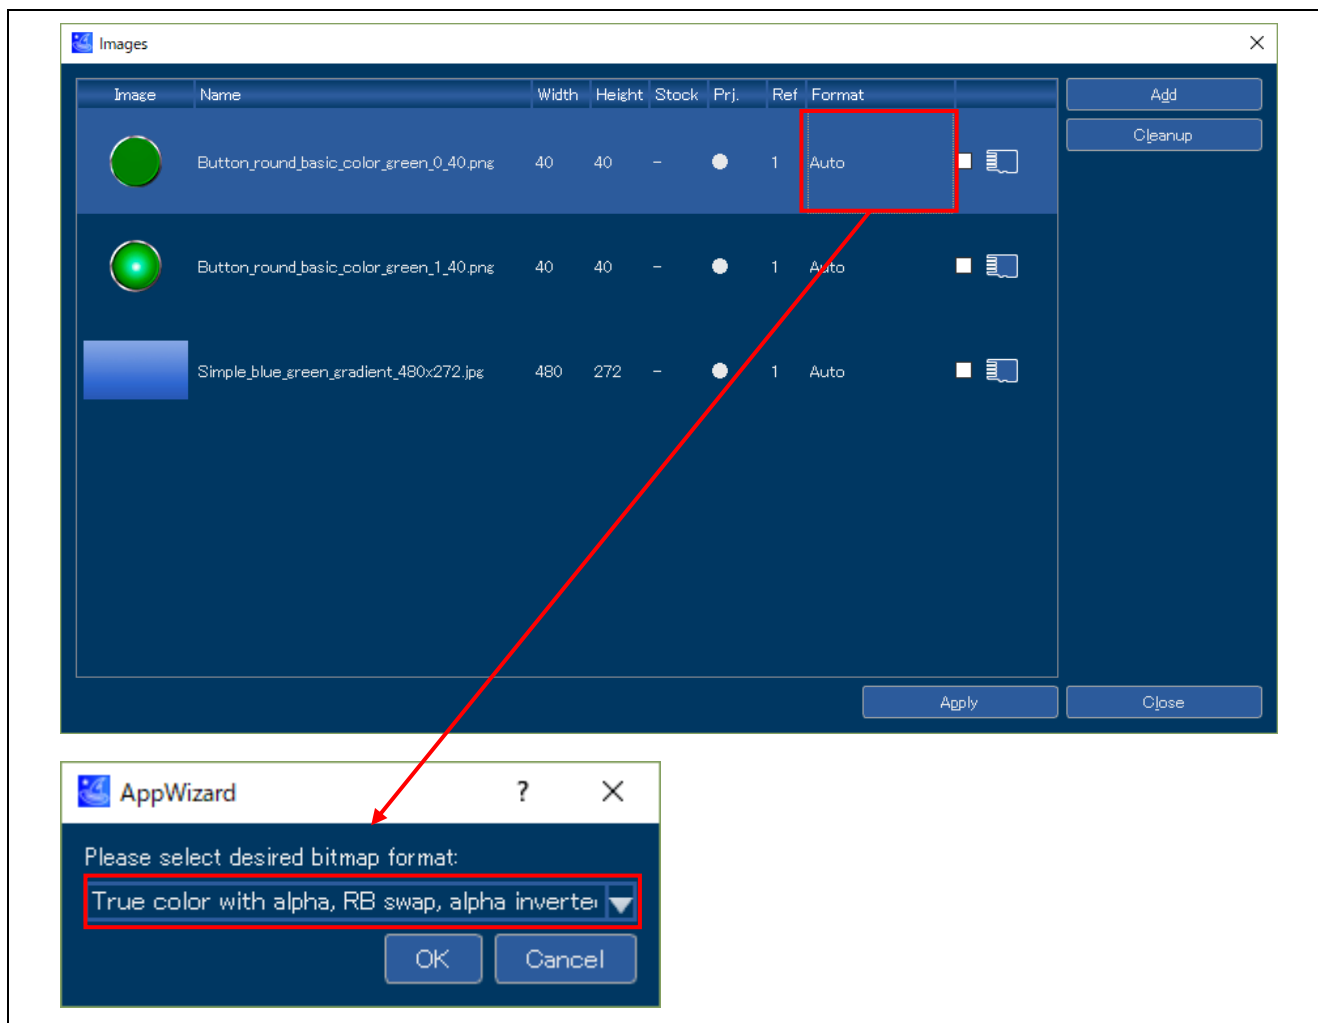 Images
Image Name Width Height Stock Prj. Ref Format
Add
Cleanup
Button_round_basic_color_green_0_40.png 40 40 - 1 Auto
Button_round_basic_color_green_1_40.png 40 40 - 1 Auto
Simple_blue_green_gradient_480x272.jpg 480 272 - 1 Auto
Apply Close
AppWizard ?
Please select desired bitmap format:
True color with alpha, RB swap, alpha inverte
OK Cancel